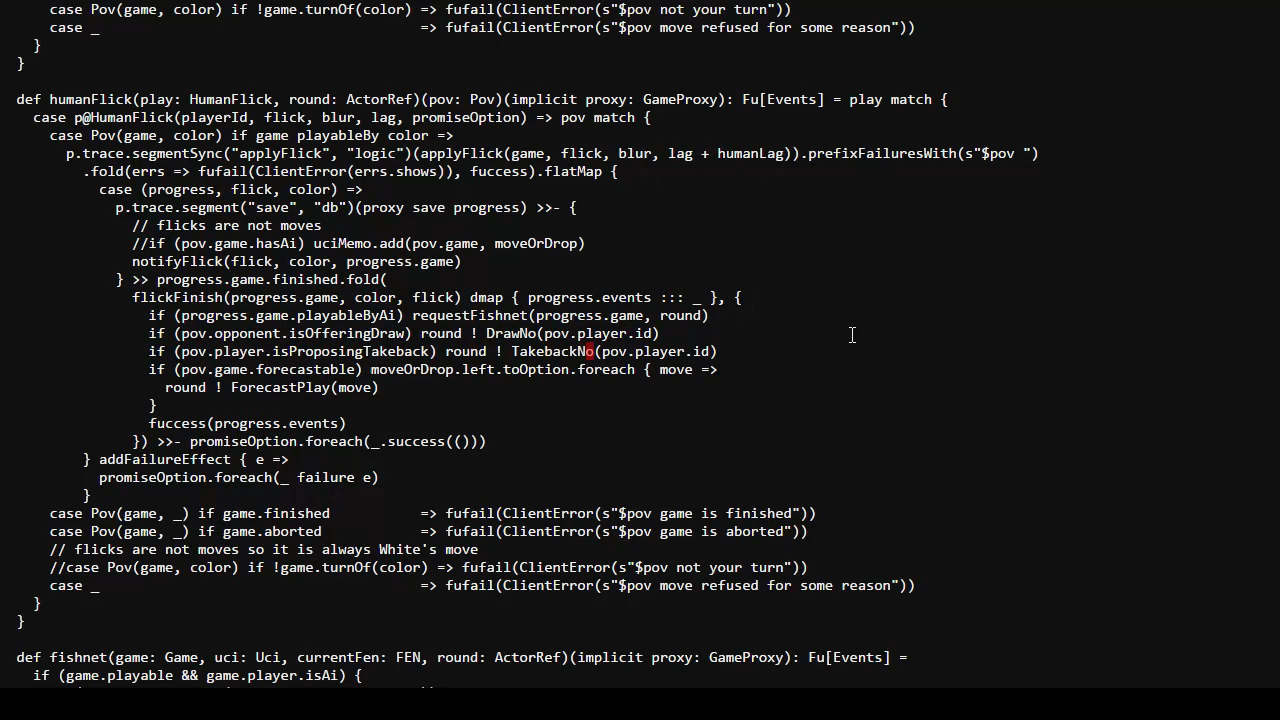 case Pov(game, color) if !game.turnOf(color) => fufail(ClientError(s"$pov not your turn"))
case _ => fufail(ClientError(s"$pov move refused for some reason"))
}
}
def humanFlick(play: HumanFlick, round: ActorRef)(pov: Pov)(implicit proxy: GameProxy): Fu[Events] = play match {
case p@HumanFlick(playerId, flick, blur, lag, promiseOption) => pov match {
case Pov(game, color) if game playableBy color =>
p.trace.segmentSync("applyFlick", "logic")(applyFlick(game, flick, blur, lag + humanLag)).prefixFailuresWith(s"$pov ")
.fold(errs => fufail(ClientError(errs.shows)), fuccess).flatMap {
case (progress, flick, color) =>
p.trace.segment("save", "db")(proxy save progress) >>- {
// flicks are not moves
//if (pov.game.hasAi) uciMemo.add(pov.game, moveOrDrop)
notifyFlick(flick, color, progress.game)
} >> progress.game.finished.fold(
flickFinish(progress.game, color, flick) dmap { progress.events ::: _ }, {
if (progress.game.playableByAi) requestFishnet(progress.game, round)
if (pov.opponent.isOfferingDraw) round ! DrawNo(pov.player.id)
if (pov.player.isProposingTakeback) round ! TakebackNo(pov.player.id)
if (pov.game.forecastable) moveOrDrop.left.toOption.foreach { move =>
round ! ForecastPlay(move)
}
fuccess(progress.events)
}) >>- promiseOption.foreach(_.success(()))
} addFailureEffect { e =>
promiseOption.foreach(_ failure e)
}
case Pov(game, _) if game.finished => fufail(ClientError(s"$pov game is finished"))
case Pov(game, _) if game.aborted => fufail(ClientError(s"$pov game is aborted"))
// flicks are not moves so it is always White's move
//case Pov(game, color) if !game.turnOf(color) => fufail(ClientError(s"$pov not your turn"))
case _ => fufail(ClientError(s"$pov move refused for some reason"))
}
}
def fishnet(game: Game, uci: Uci, currentFen: FEN, round: ActorRef)(implicit proxy: GameProxy): Fu[Events] =
if (game.playable && game.player.isAi) {